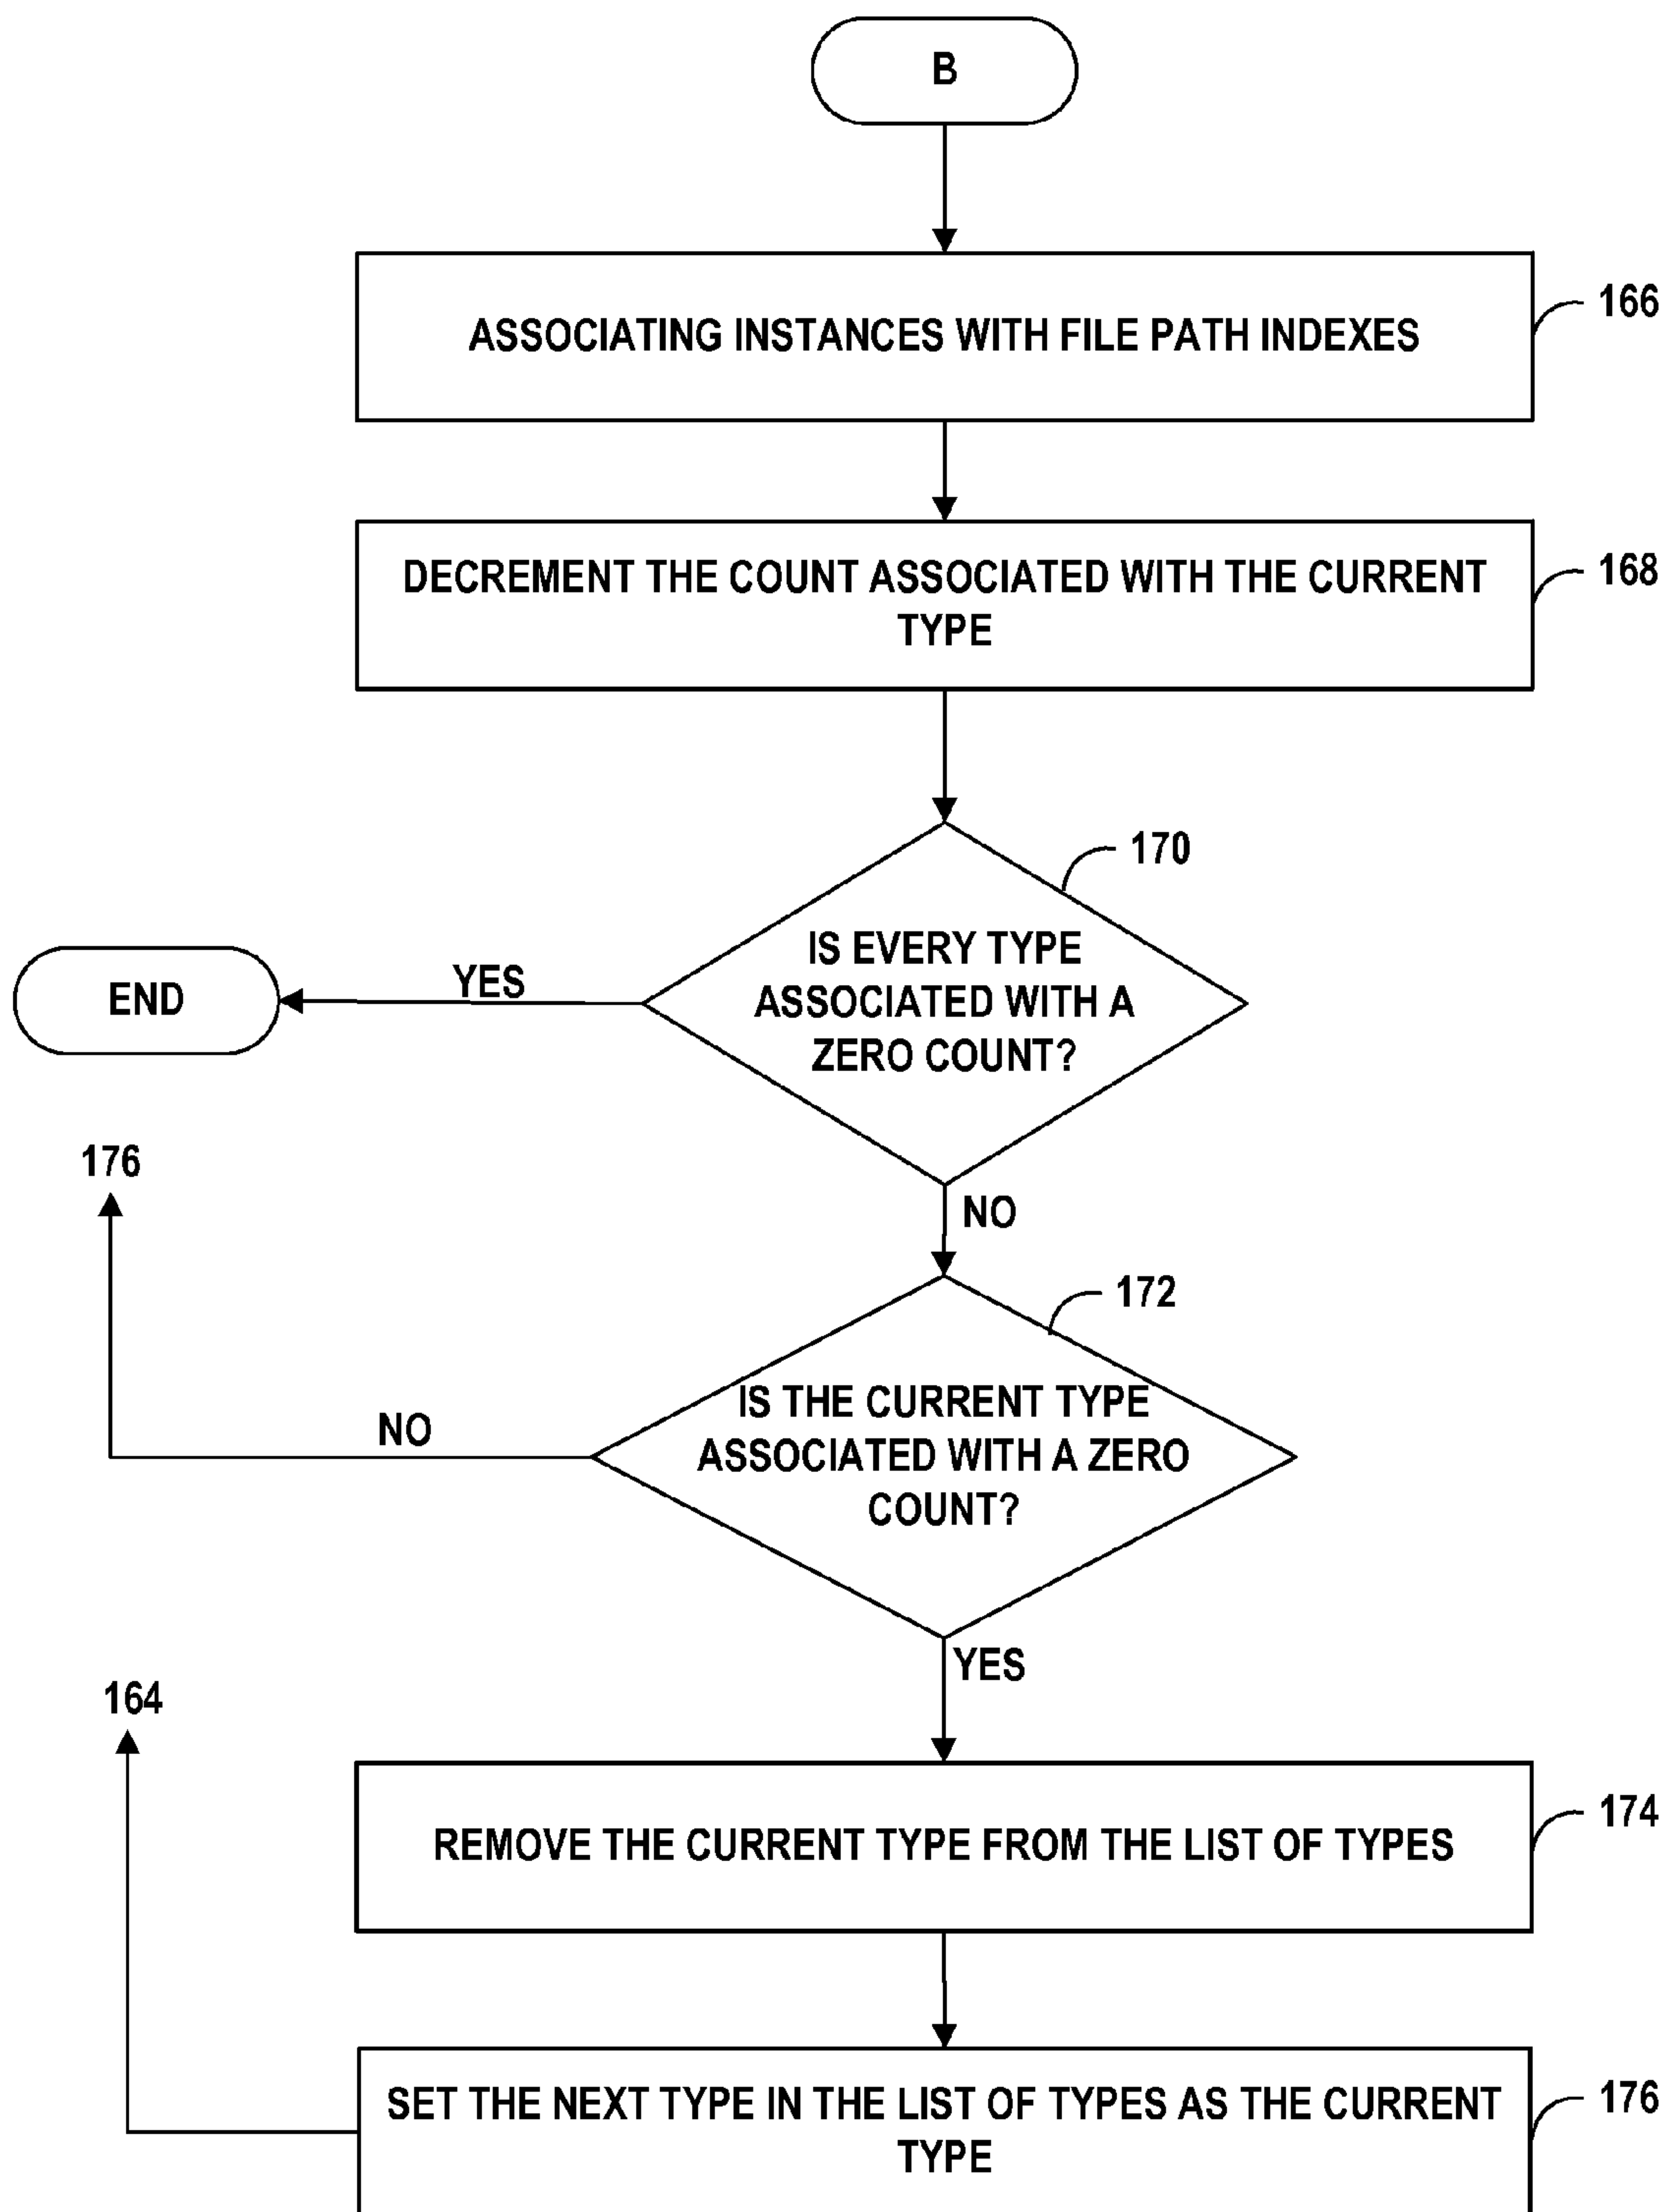 B
ASSOCIATING INSTANCES WITH FILE PATH INDEXES
166
DECREMENT THE COUNT ASSOCIATED WITH THE CURRENT
TYPE
168
170
IS EVERY TYPE
ASSOCIATED WITH A
ZERO COUNT?
YES
END
176
NO
172
IS THE CURRENT TYPE
ASSOCIATED WITH A ZERO
COUNT?
NO
YES
164
REMOVE THE CURRENT TYPE FROM THE LIST OF TYPES
174
SET THE NEXT TYPE IN THE LIST OF TYPES AS THE CURRENT
TYPE
176